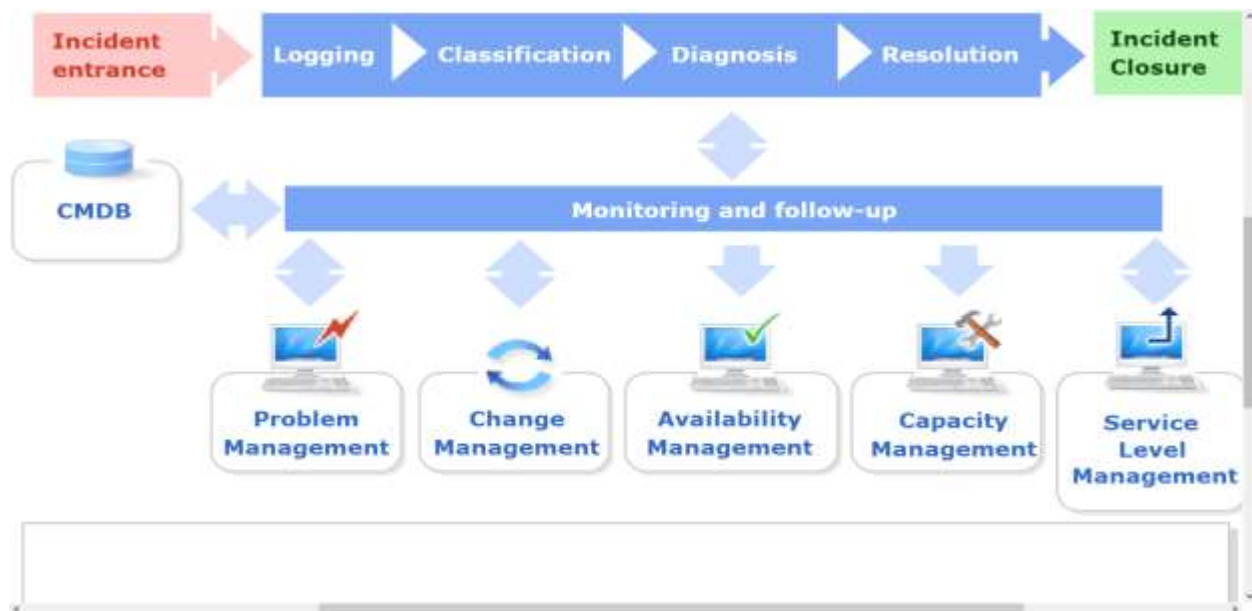 Incident
entrance
Logging
Classification
Diagnosis
Resolution
Incident
Closure
CMDB
Monitoring and follow-up
Problem
Management
Change
Management
Availability
Management
Capacity
Management
Service
Level
Management